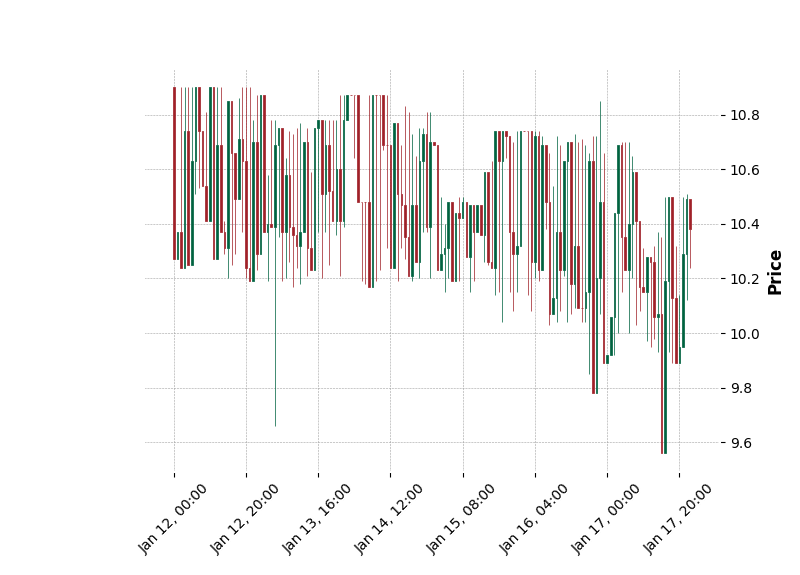 10.8
10.6
10.4
10.2
10.0
9.8
9.6
Price
Jan 12, 00:00
Jan 12, 20:00
Jan 13, 16:00
Jan 14, 12:00
Jan 15, 08:00
Jan 16, 04:00
Jan 17, 00:00
Jan 17, 20:00